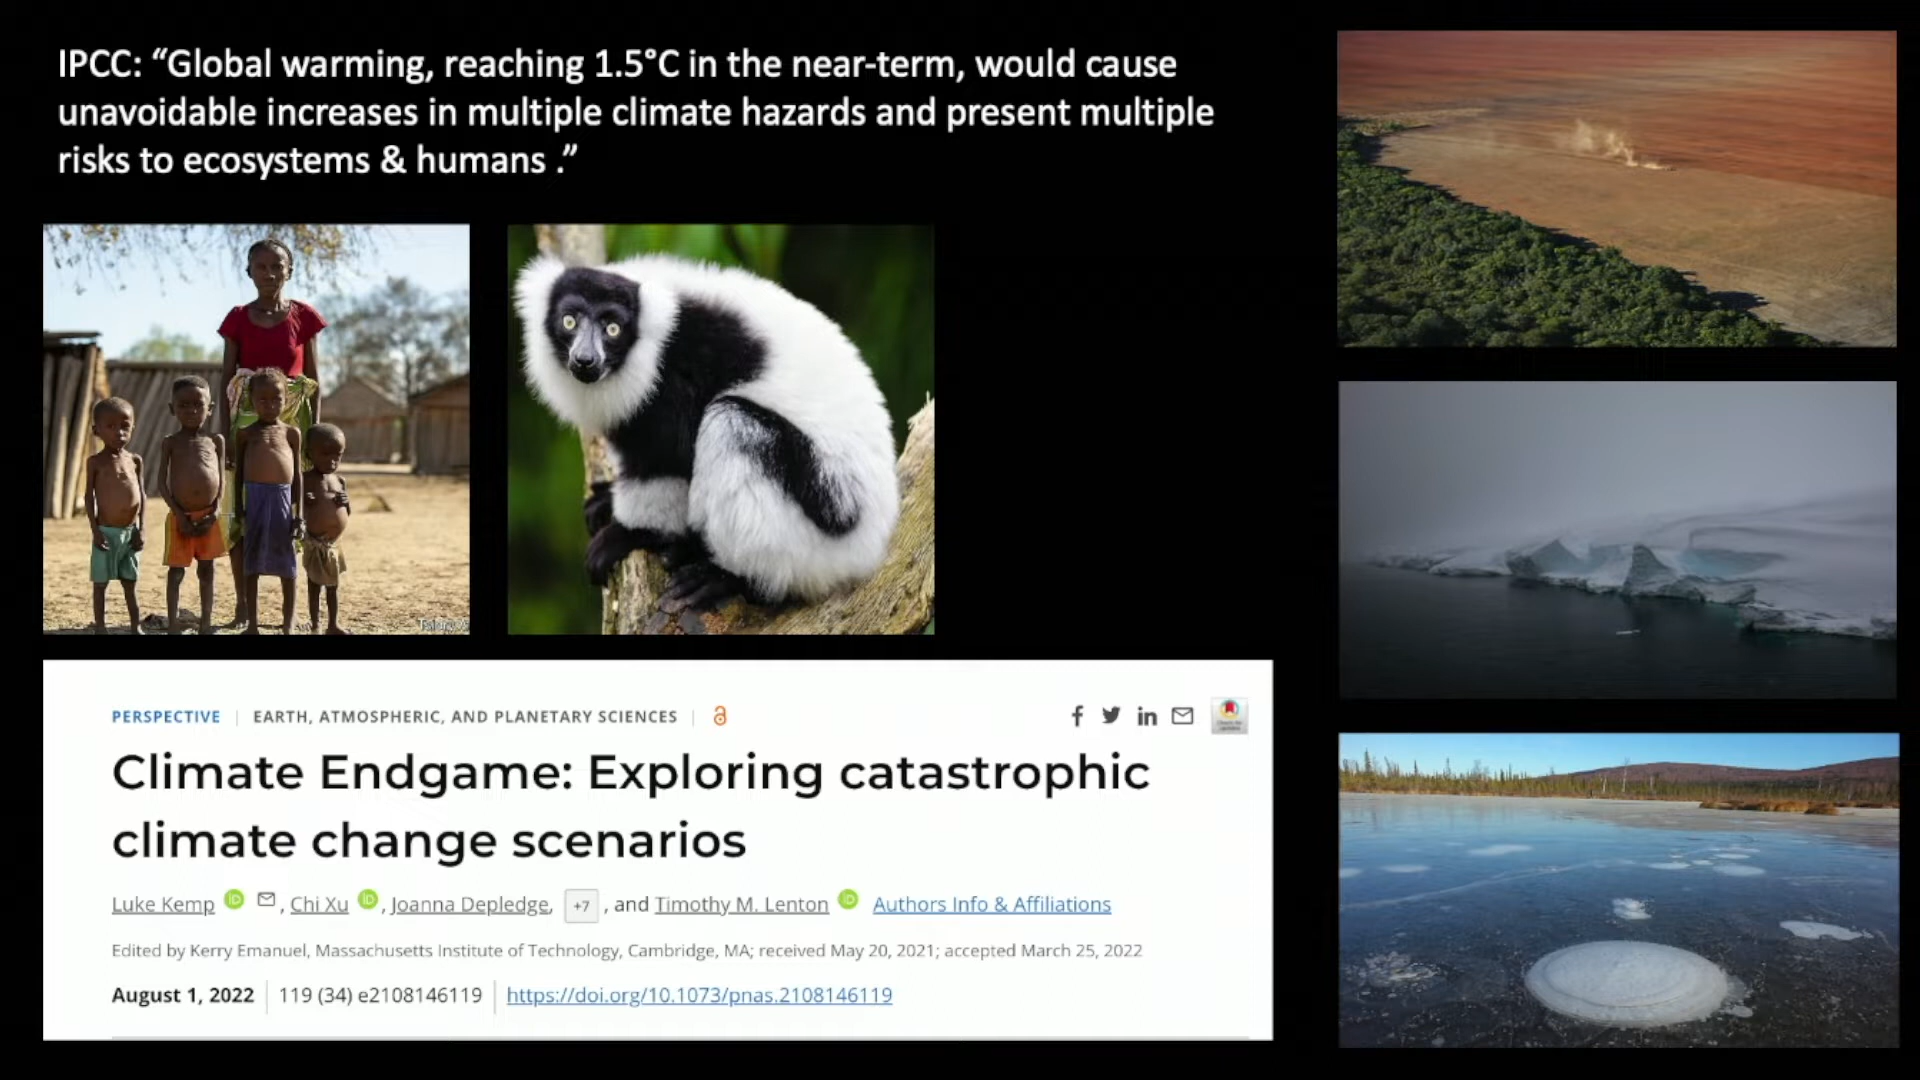 IPCC: “Global warming, reaching 1.5°C in the near-term, would cause
unavoidable increases in multiple climate hazards and present multiple
risks to ecosystems & humans .”
PERSPECTIVE | EARTH, ATMOSPHERIC, AND PLANETARY SCIENCES |
Climate Endgame: Exploring catastrophic
climate change scenarios
Luke Kemp iD , Chi Xu iD , Joanna Depledge, +7 , and Timothy M. Lenton iD Authors Info & Affiliations
Edited by Kerry Emanuel, Massachusetts Institute of Technology, Cambridge, MA; received May 20, 2021; accepted March 25, 2022
August 1, 2022 | 119 (34) e2108146119 | https://doi.org/10.1073/pnas.2108146119